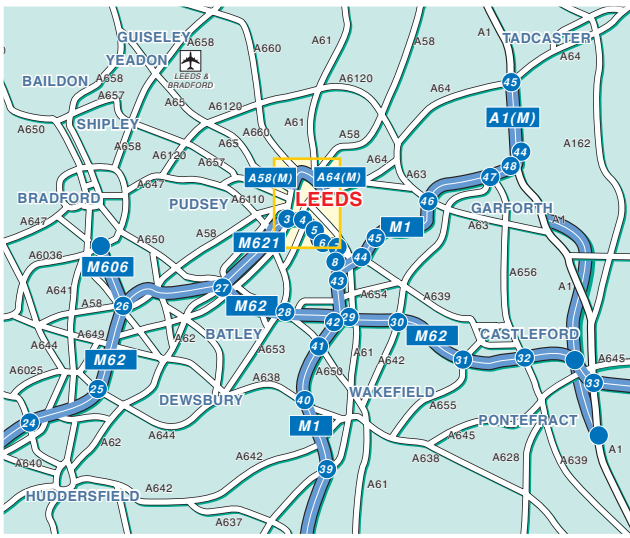 GUISELEY
A658
A660
A61
A58
A1
TADCASTER
YEADON
A64
LEEDS &
BRADFORD
A658
BAILDON
A65
A6120
A64
45
A657
A6120
A61
A1(M)
A650
SHIPLEY
A660
A58
A162
A658
A65
A6120
A657
A64
44
48
A58(M)
A64(M)
A63
47
A647
BRADFORD
PUDSEY
A6110
LEEDS
46
GARFORTH
A647
3
4
5
M1
A63
A1
A650
A58
M621
6
45
A6036
44
M606
8
A656
A641
27
43
A654
A639
A1
A58
26
M62
28
42
29
30
M62
A649
A62
BATLEY
CASTLEFORD
A644
M62
A653
41
A61
A642
31
32
A645
A6025
A650
33
25
A638
WAKEFIELD
DEWSBURY
40
A655
24
M1
PONTEFRACT
A62
A644
A645
A1
A640
A642
A638
A628
A639
39
HUDDERSFIELD
A642
A61
A637